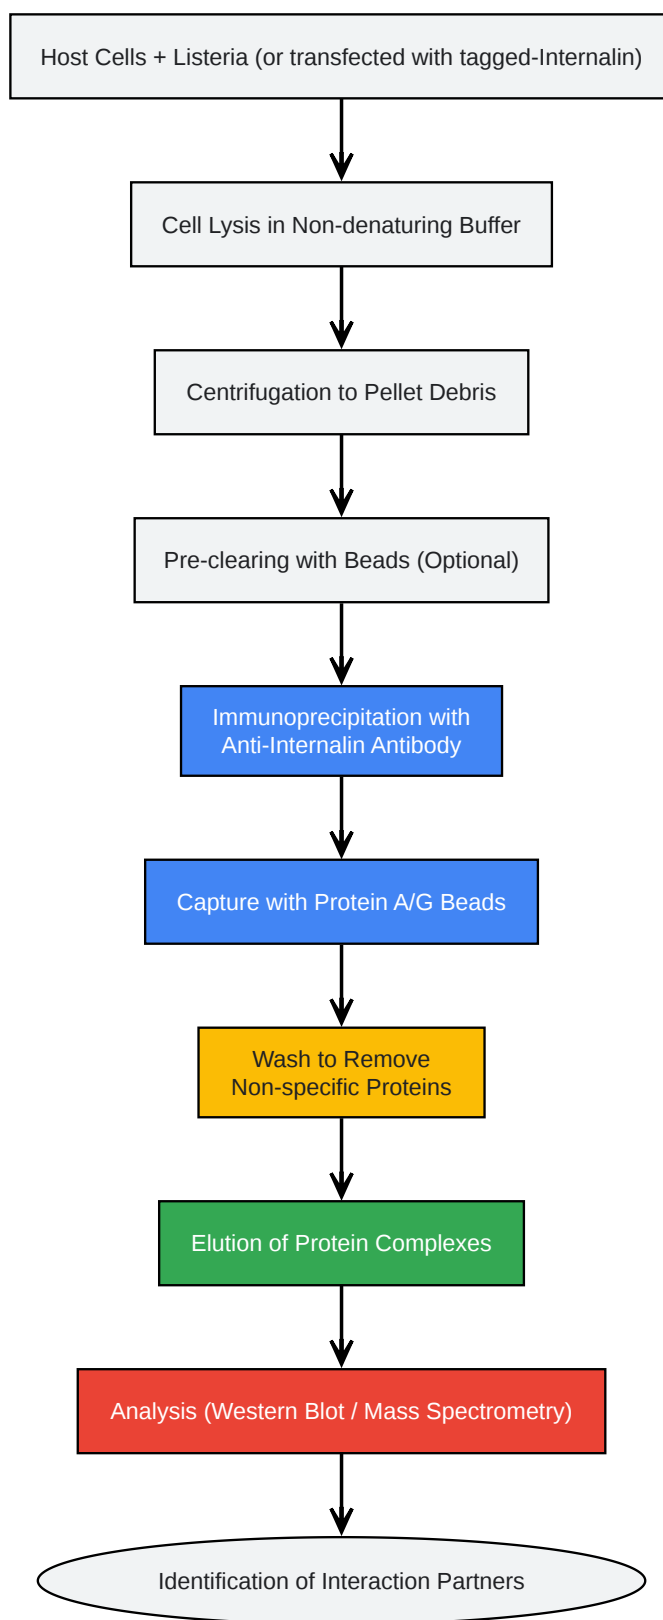 Host Cells + Listeria (or transfected with tagged-Internalin)
Cell Lysis in Non-denaturing Buffer
Centrifugation to Pellet Debris
Pre-clearing with Beads (Optional)
Immunoprecipitation with
Anti-Internalin Antibody
Capture with Protein A/G Beads
Wash to Remove
Non-specific Proteins
Elution of Protein Complexes
Analysis (Western Blot / Mass Spectrometry)
Identification of Interaction Partners